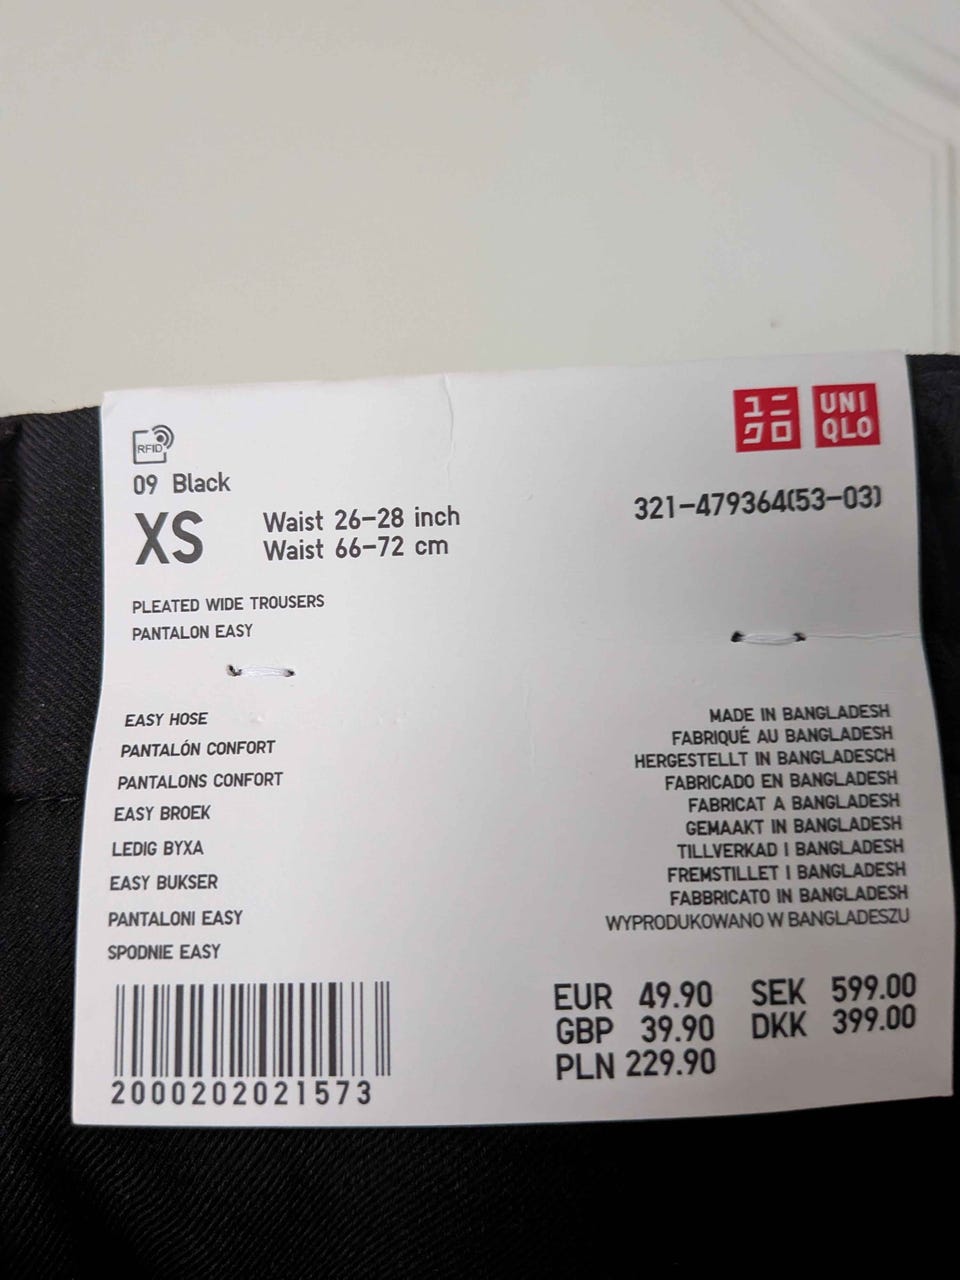 RFID
ユニ
クロ
UNI
QLO
09 Black
XS
Waist 26-28 inch
Waist 66-72 cm
321-479364(53-03)
PLEATED WIDE TROUSERS
PANTALON EASY
EASY HOSE
PANTALÓN CONFORT
PANTALONS CONFORT
EASY BROEK
LEDIG BYXA
EASY BUKSER
PANTALONI EASY
SPODNIE EASY
MADE IN BANGLADESH
FABRIQUÉ AU BANGLADESH
HERGESTELLT IN BANGLADESCH
FABRICADO EN BANGLADESH
FABRICAT A BANGLADESH
GEMAAKT IN BANGLADESH
TILLVERKAD I BANGLADESH
FREMSTILLET I BANGLADESH
FABBRICATO IN BANGLADESH
WYPRODUKOWANO W BANGLADESZU
EUR 49.90 SEK 599.00
GBP 39.90 DKK 399.00
PLN 229.90
2000202021573